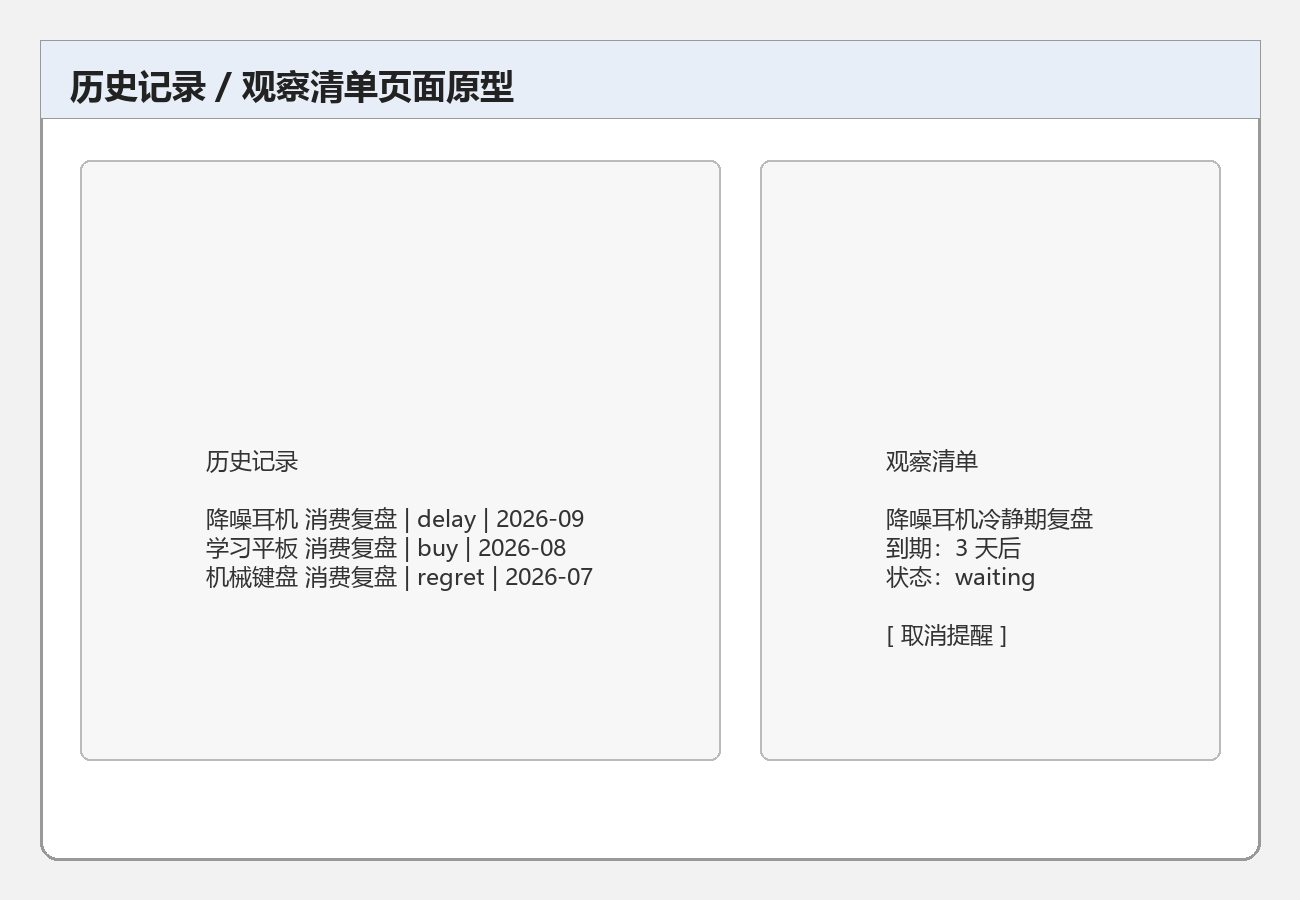 历史记录 / 观察清单页面原型
历史记录
降噪耳机 消费复盘 | delay | 2026-09
学习平板 消费复盘 | buy | 2026-08
机械键盘 消费复盘 | regret | 2026-07
观察清单
降噪耳机冷静期复盘
到期：3 天后
状态：waiting
[ 取消提醒 ]